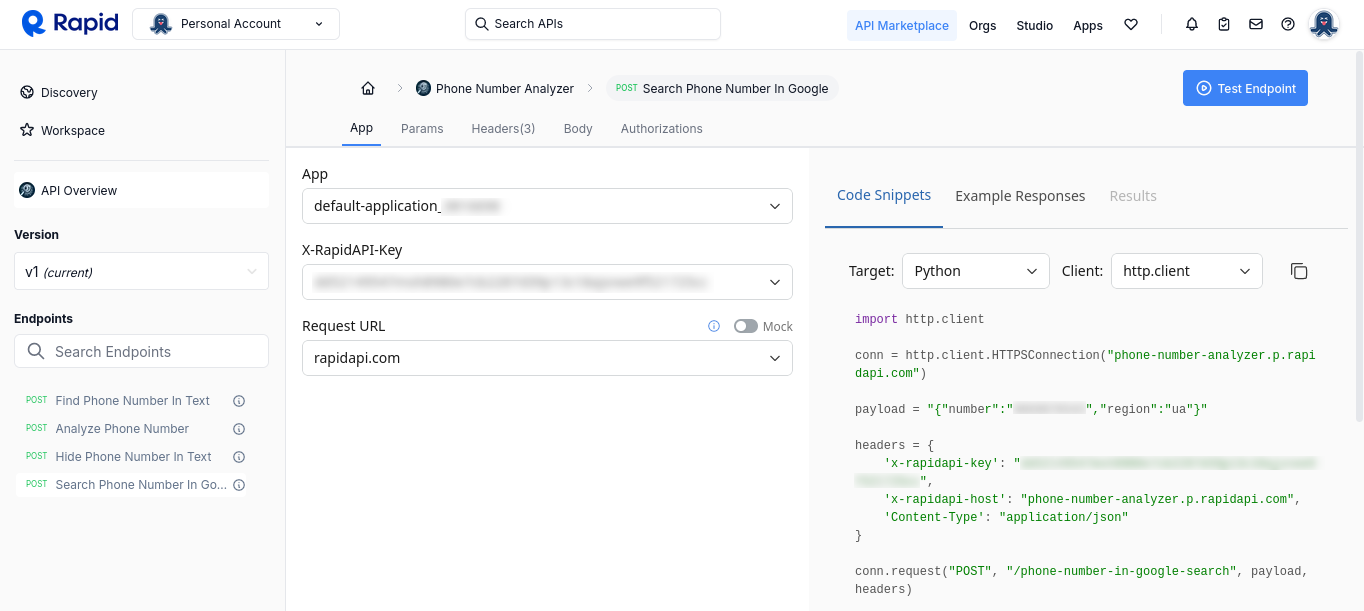 Rapid
Personal Account
Search APIs
API Marketplace
Orgs
Studio
Apps
Discovery
Workspace
API Overview
Version
v1 (current)
Endpoints
Search Endpoints
POST Find Phone Number In Text
POST Analyze Phone Number
POST Hide Phone Number In Text
POST Search Phone Number In Go...
Phone Number Analyzer
POST Search Phone Number In Google
Test Endpoint
App
Params
Headers(3)
Body
Authorizations
App
default-application_
X-RapidAPI-Key
Request URL
Mock
rapidapi.com
Code Snippets
Example Responses
Results
Target: Python
Client: http.client
import http.client
conn = http.client.HTTPSConnection("phone-number-analyzer.p.rapi
dapi.com")
payload = "{"number":"","region":"ua"}"
headers = {
'x-rapidapi-key': "
",
'x-rapidapi-host': "phone-number-analyzer.p.rapidapi.com",
'Content-Type': "application/json"
}
conn.request("POST", "/phone-number-in-google-search", payload,
headers)